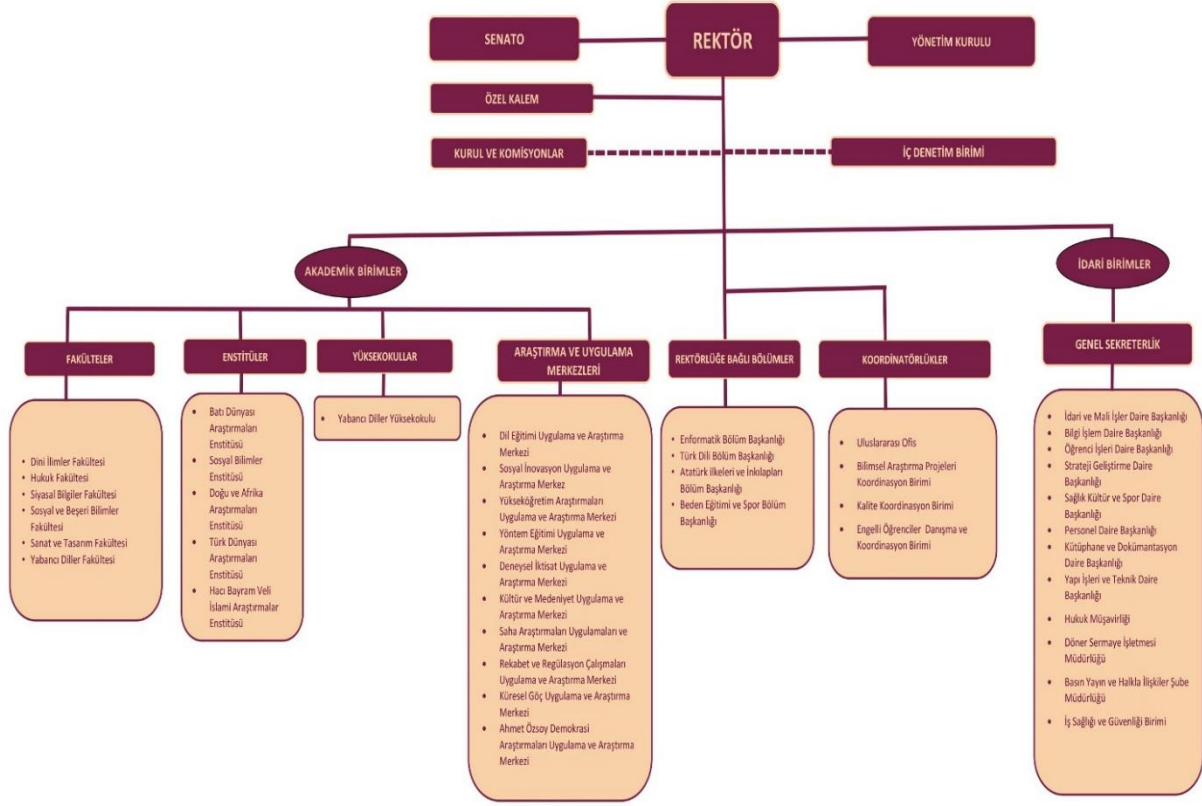 SENATO
REKTÖR
YÖNETİM KURULU
ÖZEL KALEM
KURUL VE KOMİSYONLAR
İÇ DENETİM BİRİMİ
AKADEMİK BİRİMLER
İDARİ BİRİMLER
FAKÜLTELER
• Dini İlimler Fakültesi
• Hukuk Fakültesi
• Siyasal Bilgiler Fakültesi
• Sosyal ve Beşeri Bilimler
Fakültesi
• Sanat ve Tasarım Fakültesi
• Yabancı Diller Fakültesi
ENSTİTÜLER
• Batı Dünyası
Araştırmaları
Enstitüsü
• Sosyal Bilimler
Enstitüsü
• Doğu ve Afrika
Araştırmaları
Enstitüsü
• Türk Dünyası
Araştırmaları
Enstitüsü
• Hacı Bayram Veli
İslami Araştırmalar
Enstitüsü
YÜKSEKOKULLAR
• Yabancı Diller Yüksekokulu
ARAŞTIRMA VE UYGULAMA
MERKEZLERİ
• Dil Eğitimi Uygulama ve Araştırma
Merkezi
• Sosyal İnovasyon Uygulama ve
Araştırma Merkez
• Yükseköğretim Araştırmaları
Uygulama ve Araştırma Merkezi
• Yöntem Eğitimi Uygulama ve
Araştırma Merkezi
• Deneysel İktisat Uygulama ve
Araştırma Merkezi
• Kültür ve Medeniyet Uygulama ve
Araştırma Merkezi
• Saha Araştırmaları Uygulamaları ve
Araştırma Merkezi
• Rekabet ve Regülasyon Çalışmaları
Uygulama ve Araştırma Merkezi
• Küresel Göç Uygulama ve Araştırma
Merkezi
• Ahmet Özsoy Demokrasi
Araştırmaları Uygulama ve Araştırma
Merkezi
REKTÖRLÜĞE BAĞLI BÖLÜMLER
• Enformatik Bölüm Başkanlığı
• Türk Dili Bölüm Başkanlığı
• Atatürk ilkeleri ve İnkılapları
Bölüm Başkanlığı
• Beden Eğitimi ve Spor Bölüm
Başkanlığı
KOORDİNATÖRLÜKLER
• Uluslararası Ofis
• Bilimsel Araştırma Projeleri
Koordinasyon Birimi
• Kalite Koordinasyon Birimi
• Engelli Öğrenciler Danışma ve
Koordinasyon Birimi
GENEL SEKRETERLİK
• İdari ve Mali İşler Daire Başkanlığı
• Bilgi İşlem Daire Başkanlığı
• Öğrenci İşleri Daire Başkanlığı
• Strateji Geliştirme Daire
Başkanlığı
• Sağlık Kültür ve Spor Daire
Başkanlığı
• Personel Daire Başkanlığı
• Kütüphane ve Dokümantasyon
Daire Başkanlığı
• Yapı İşleri ve Teknik Daire
Başkanlığı
• Hukuk Müşavirliği
• Döner Sermaye İşletmesi
Müdürlüğü
• Basın Yayın ve Halkla İlişkiler Şube
Müdürlüğü
• İş Sağlığı ve Güvenliği Birimi